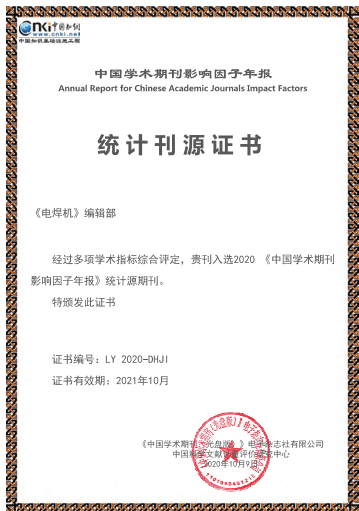 cnki 中国知网
www.cnki.net
中国知识基础设施工程
中国学术期刊影响因子年报
Annual Report for Chinese Academic Journals Impact Factors
统计刊源证书
《电焊机》编辑部
经过多项学术指标综合评定，贵刊入选2020 《中国学术期刊
影响因子年报》统计源期刊。
特颁发此证书
证书编号：LY 2020-DHJI
证书有效期：2021年10月
《中国学术期刊（光盘版）》电子杂志社有限公司
中国科学文献计量评价研究中心
2020年10月9日